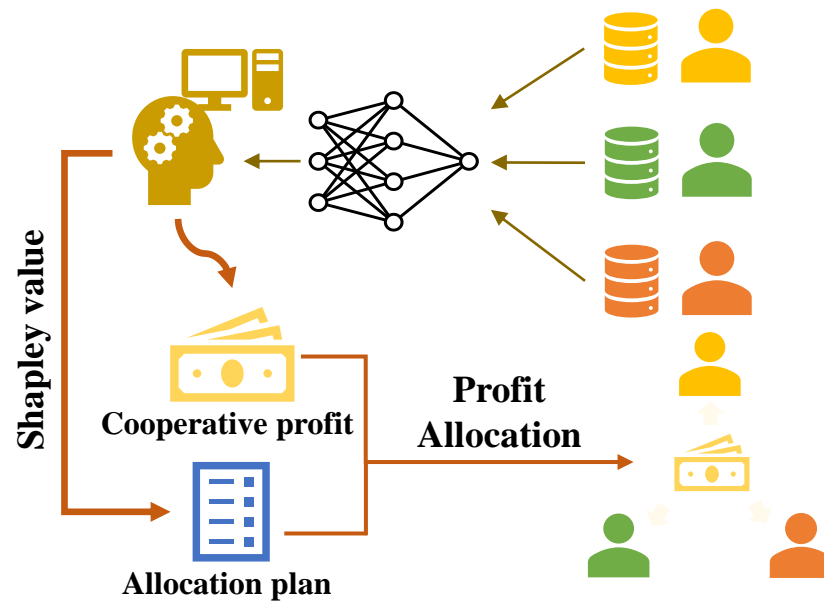 Shapley value
Cooperative profit
Profit
Allocation
Allocation plan